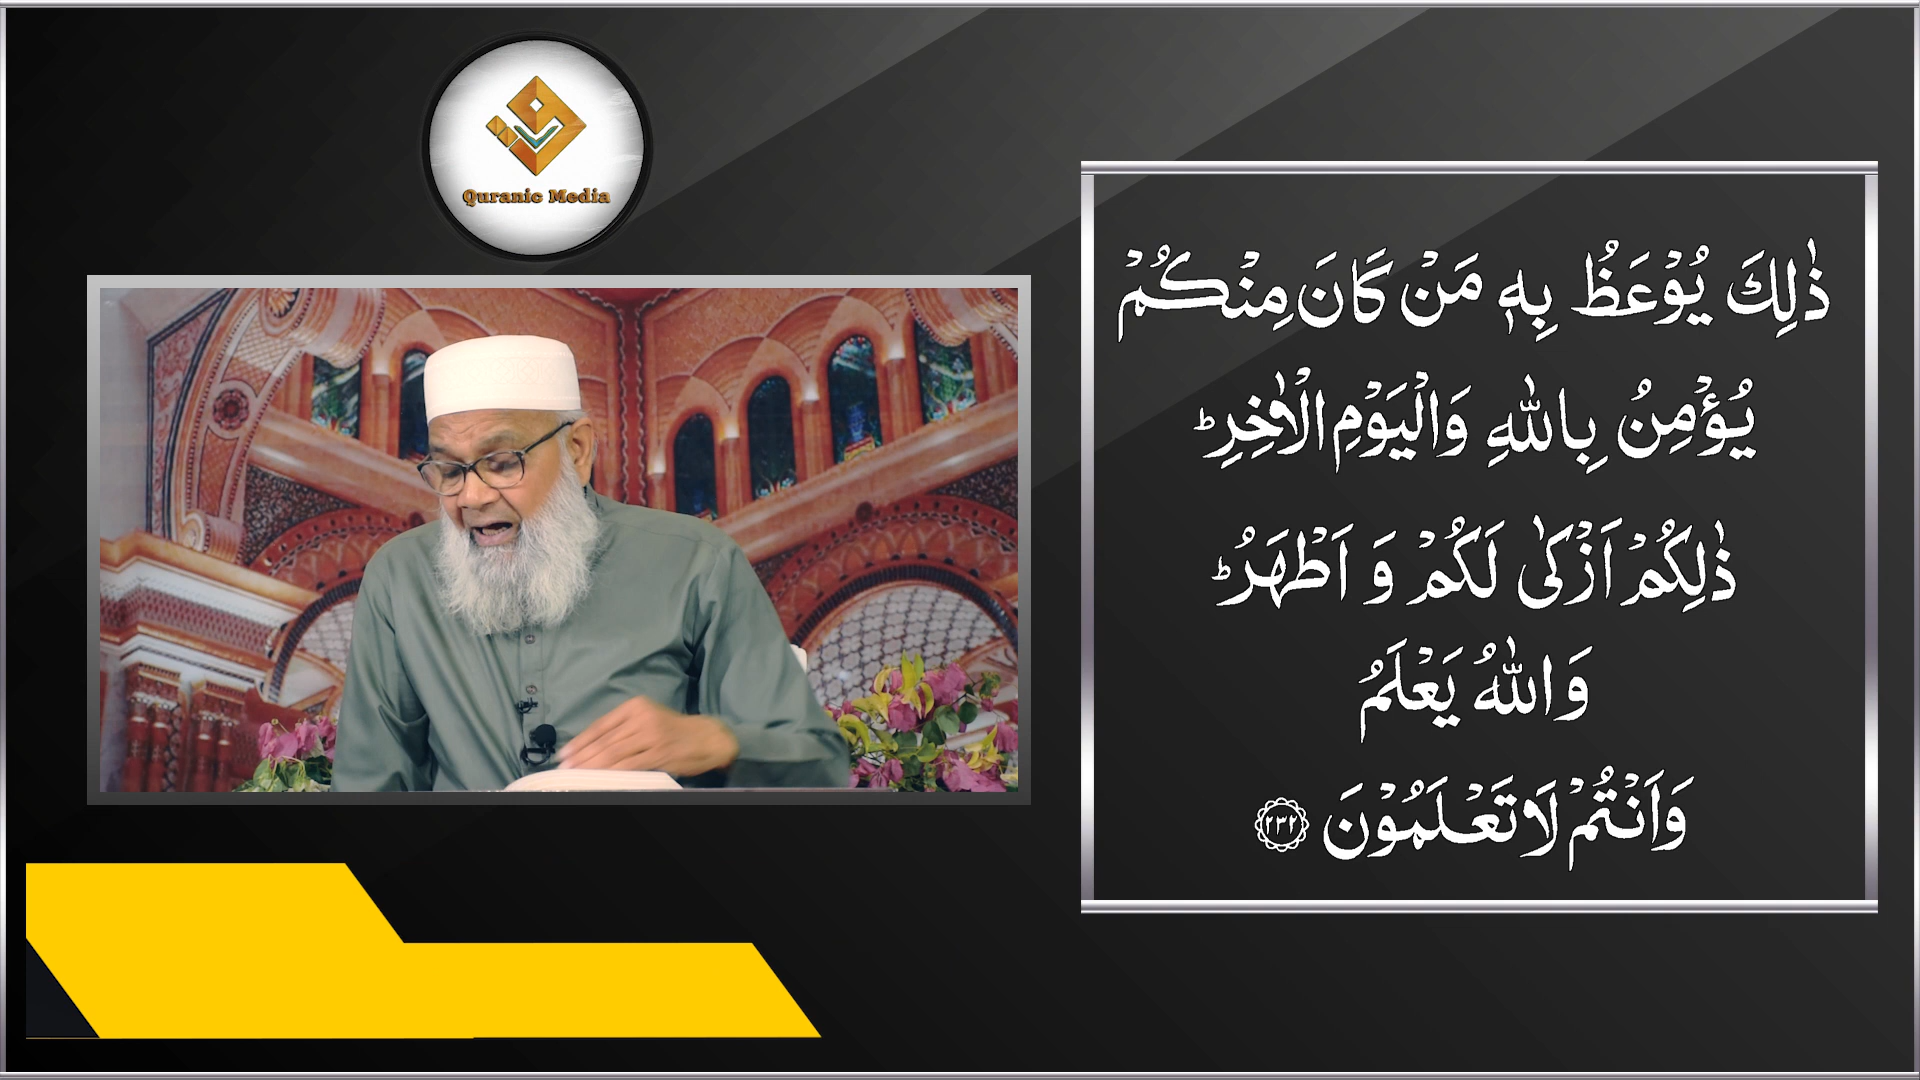 Quranic Media
ذٰلِكَ يُوْعَظُ بِهٖ مَنْ كَانَ مِنْكُمْ
يُؤْمِنُ بِاللّٰهِ وَالْيَوْمِ الْاٰخِرِ ؕ
ذٰلِكُمْ اَزْكٰى لَكُمْ وَ اَطْهَرُ ؕ
وَ اللّٰهُ يَعْلَمُ
وَاَنْتُمْ لَا تَعْلَمُوْنَ ﴿۲۳۲﴾